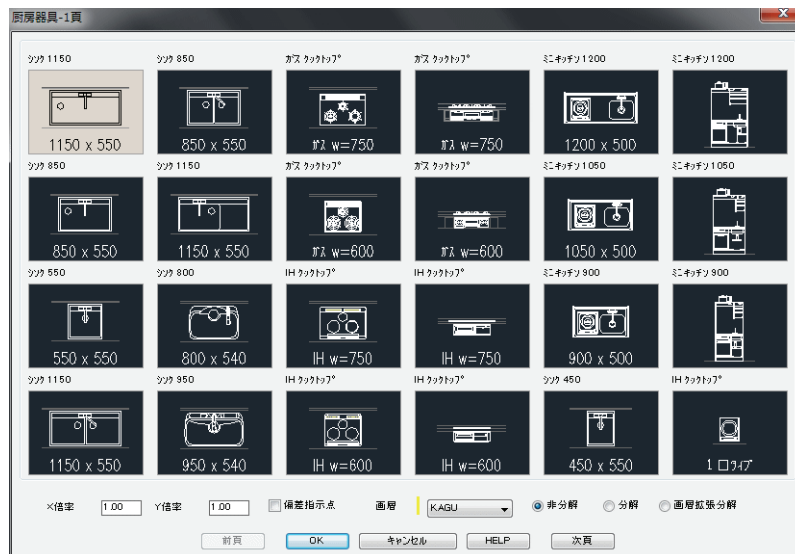 厨房器具-1頁
ｼﾝｸ 1150
ｼﾝｸ 850
ｶﾞｽ ｸｯｸﾄｯﾌﾟ
ｶﾞｽ ｸｯｸﾄｯﾌﾟ
ﾐﾆｷｯﾁﾝ 1200
ﾐﾆｷｯﾁﾝ 1200
1150 x 550
850 x 550
ｶﾞｽ w=750
ｶﾞｽ w=750
1200 x 500
ｼﾝｸ 850
ｼﾝｸ 1150
ｶﾞｽ ｸｯｸﾄｯﾌﾟ
ｶﾞｽ ｸｯｸﾄｯﾌﾟ
ﾐﾆｷｯﾁﾝ 1050
ﾐﾆｷｯﾁﾝ 1050
850 x 550
1150 x 550
ｶﾞｽ w=600
ｶﾞｽ w=600
1050 x 500
ｼﾝｸ 550
ｼﾝｸ 800
IH ｸｯｸﾄｯﾌﾟ
IH ｸｯｸﾄｯﾌﾟ
ﾐﾆｷｯﾁﾝ 900
ﾐﾆｷｯﾁﾝ 900
550 x 550
800 x 540
IH w=750
IH w=750
900 x 500
ｼﾝｸ 1150
ｼﾝｸ 950
IH ｸｯｸﾄｯﾌﾟ
IH ｸｯｸﾄｯﾌﾟ
ｼﾝｸ 450
IH ｸｯｸﾄｯﾌﾟ
1150 x 550
950 x 540
IH w=600
IH w=600
450 x 550
1 口ﾀｲﾌﾟ
X倍率 1.00 Y倍率 1.00 偏差指示点 画層 KAGU 非分解 分解 画層拡張分解
前頁 OK キャンセル HELP 次頁